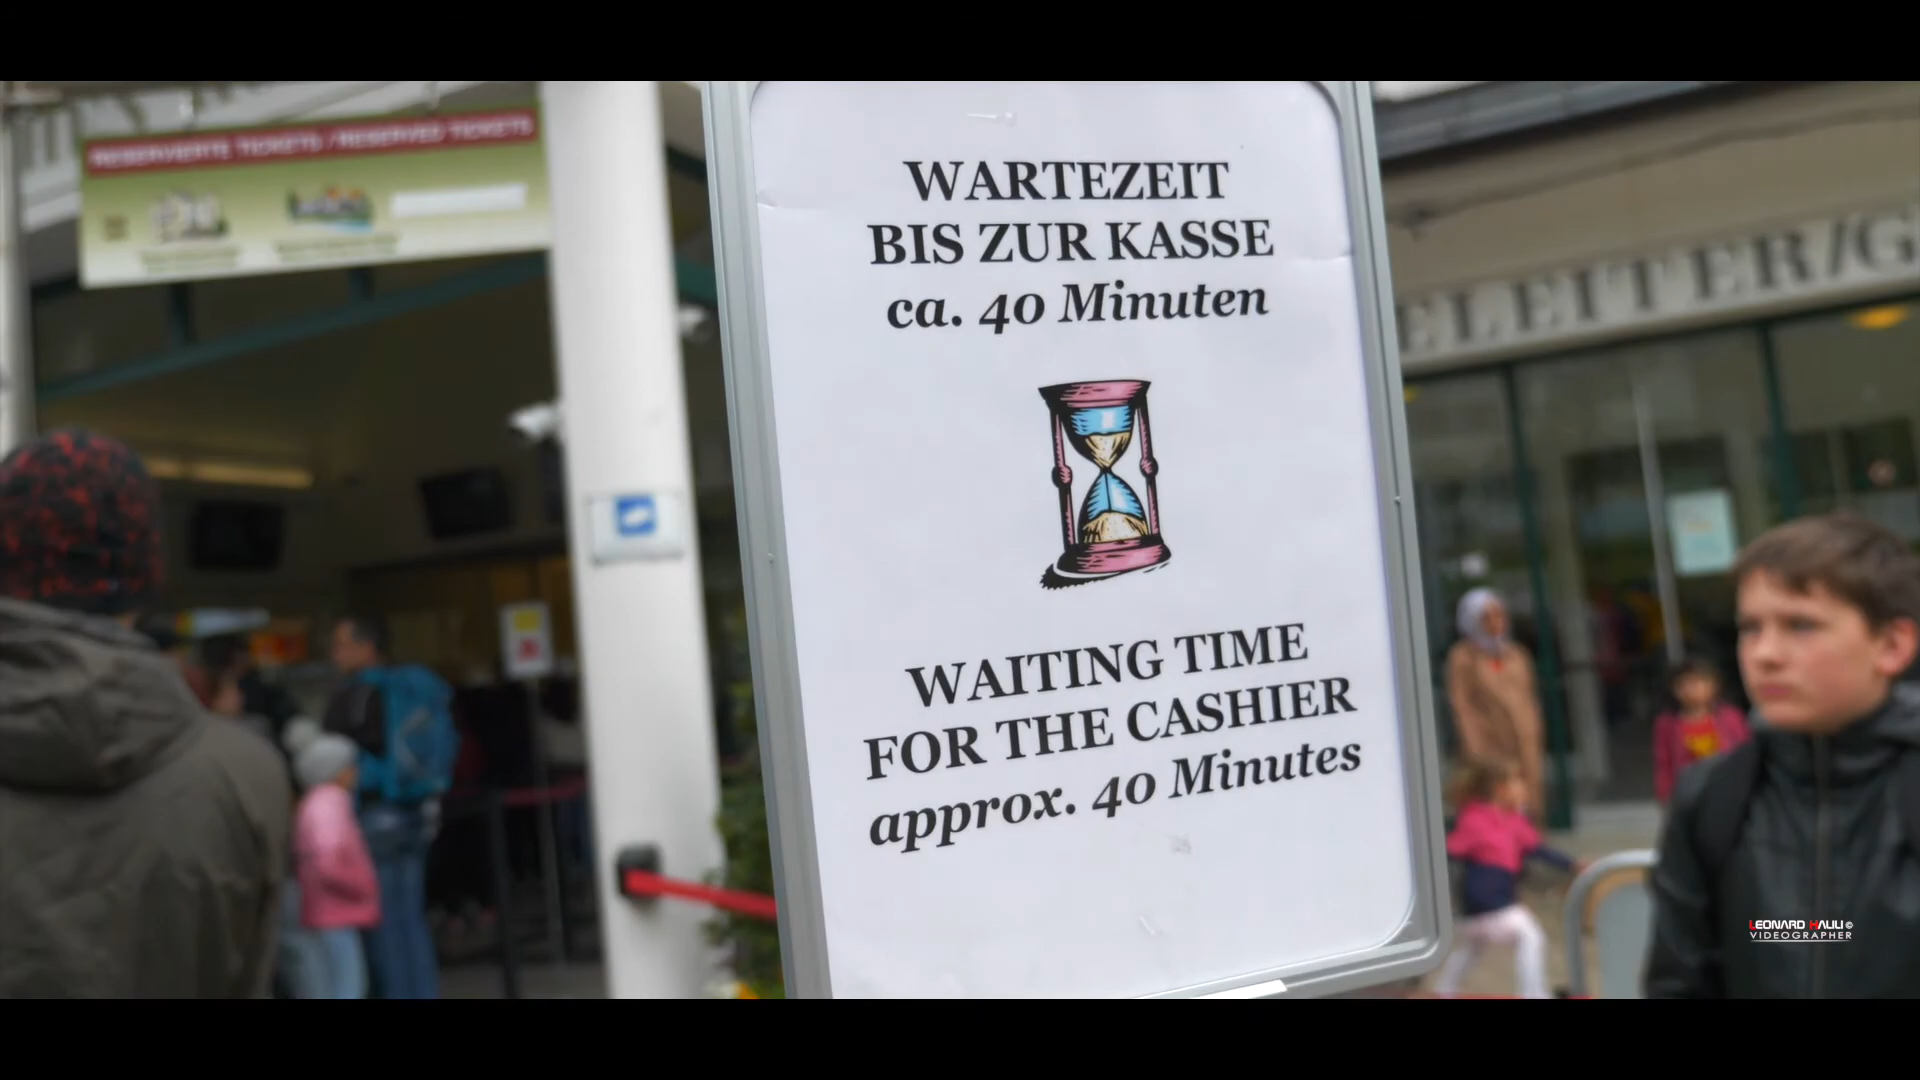 RESERVIERTE TICKETS / RESERVED TICKETS
WARTEZEIT
BIS ZUR KASSE
ca. 40 Minuten
WAITING TIME
FOR THE CASHIER
approx. 40 Minutes
LEONARD HALILI©
VIDEOGRAPHER